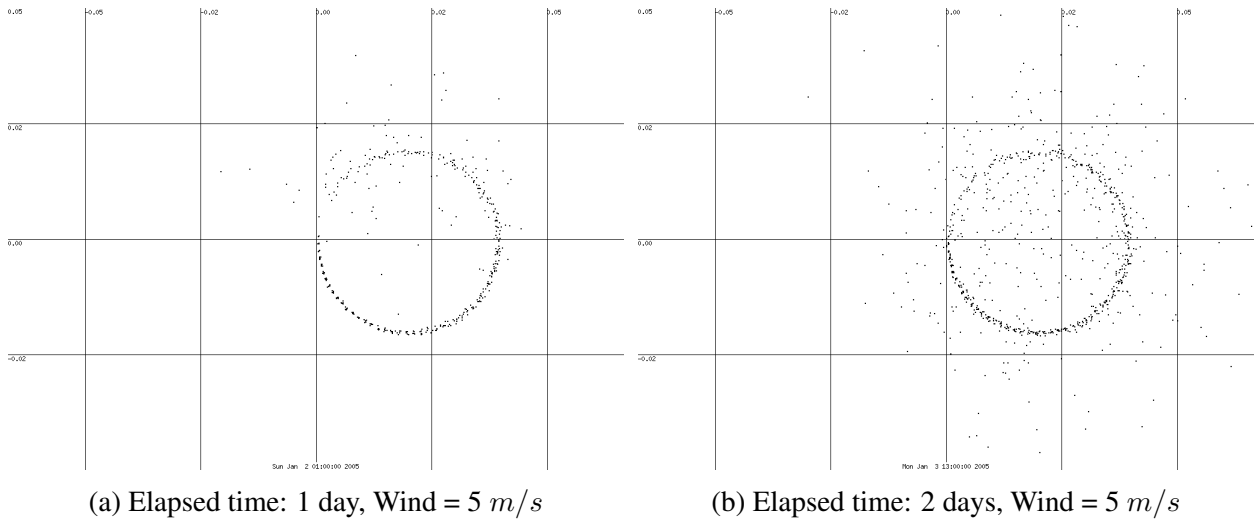 0.05 -0.05 -0.02 0.00 0.02 0.05
0.02
0.00
-0.02
Sun Jan 2 01:00:00 2005
0.05 -0.05 -0.02 0.00 0.02 0.05
0.02
0.00
-0.02
Mon Jan 3 13:00:00 2005
(a) Elapsed time: 1 day, Wind = 5 m/s
(b) Elapsed time: 2 days, Wind = 5 m/s